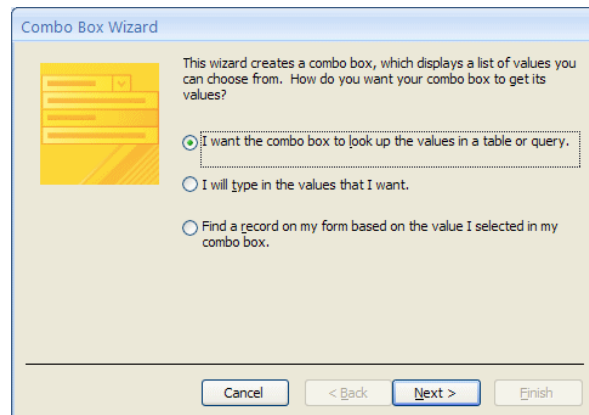 Combo Box Wizard
This wizard creates a combo box, which displays a list of values you
can choose from. How do you want your combo box to get its
values?
I want the combo box to look up the values in a table or query.
I will type in the values that I want.
Find a record on my form based on the value I selected in my
combo box.
Cancel < Back Next > Finish